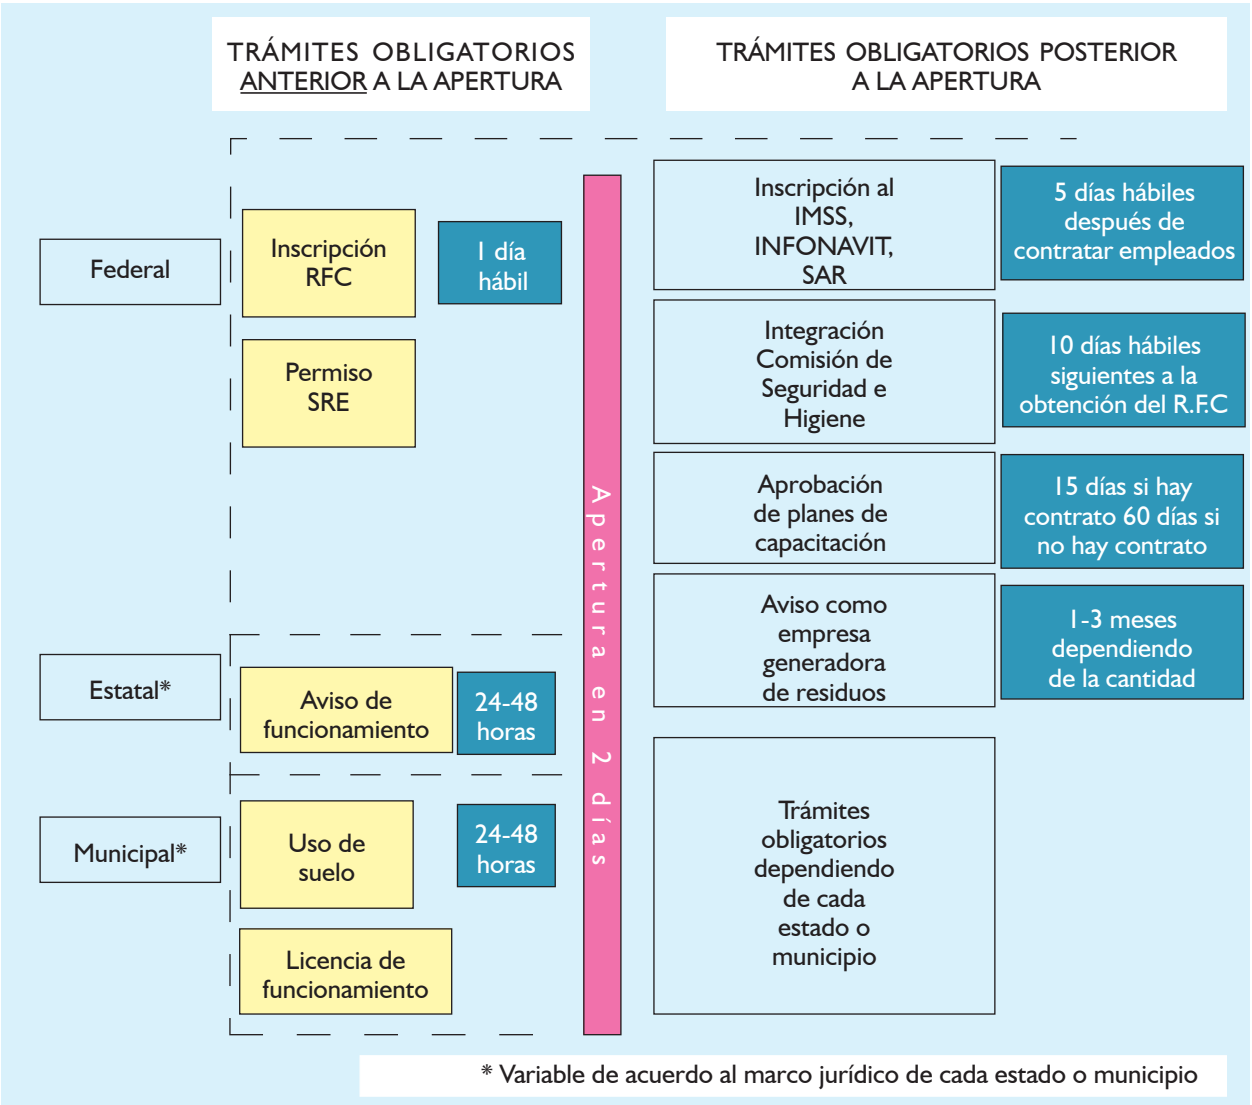 TRÁMITES OBLIGATORIOS
ANTERIOR A LA APERTURA
TRÁMITES OBLIGATORIOS POSTERIOR
A LA APERTURA
Federal
Inscripción
RFC
1 día
hábil
Permiso
SRE
Estatal*
Aviso de
funcionamiento
24-48
horas
Municipal*
Uso de
suelo
24-48
horas
Licencia de
funcionamiento
Apertura en 2 días
Inscripción al
IMSS,
INFONAVIT,
SAR
5 días hábiles
después de
contratar empleados
Integración
Comisión de
Seguridad e
Higiene
10 días hábiles
siguientes a la
obtención del R.F.C
Aprobación
de planes de
capacitación
15 días si hay
contrato 60 días si
no hay contrato
Aviso como
empresa
generadora
de residuos
1-3 meses
dependiendo
de la cantidad
Trámites
obligatorios
dependiendo
de cada
estado o
municipio
* Variable de acuerdo al marco jurídico de cada estado o municipio